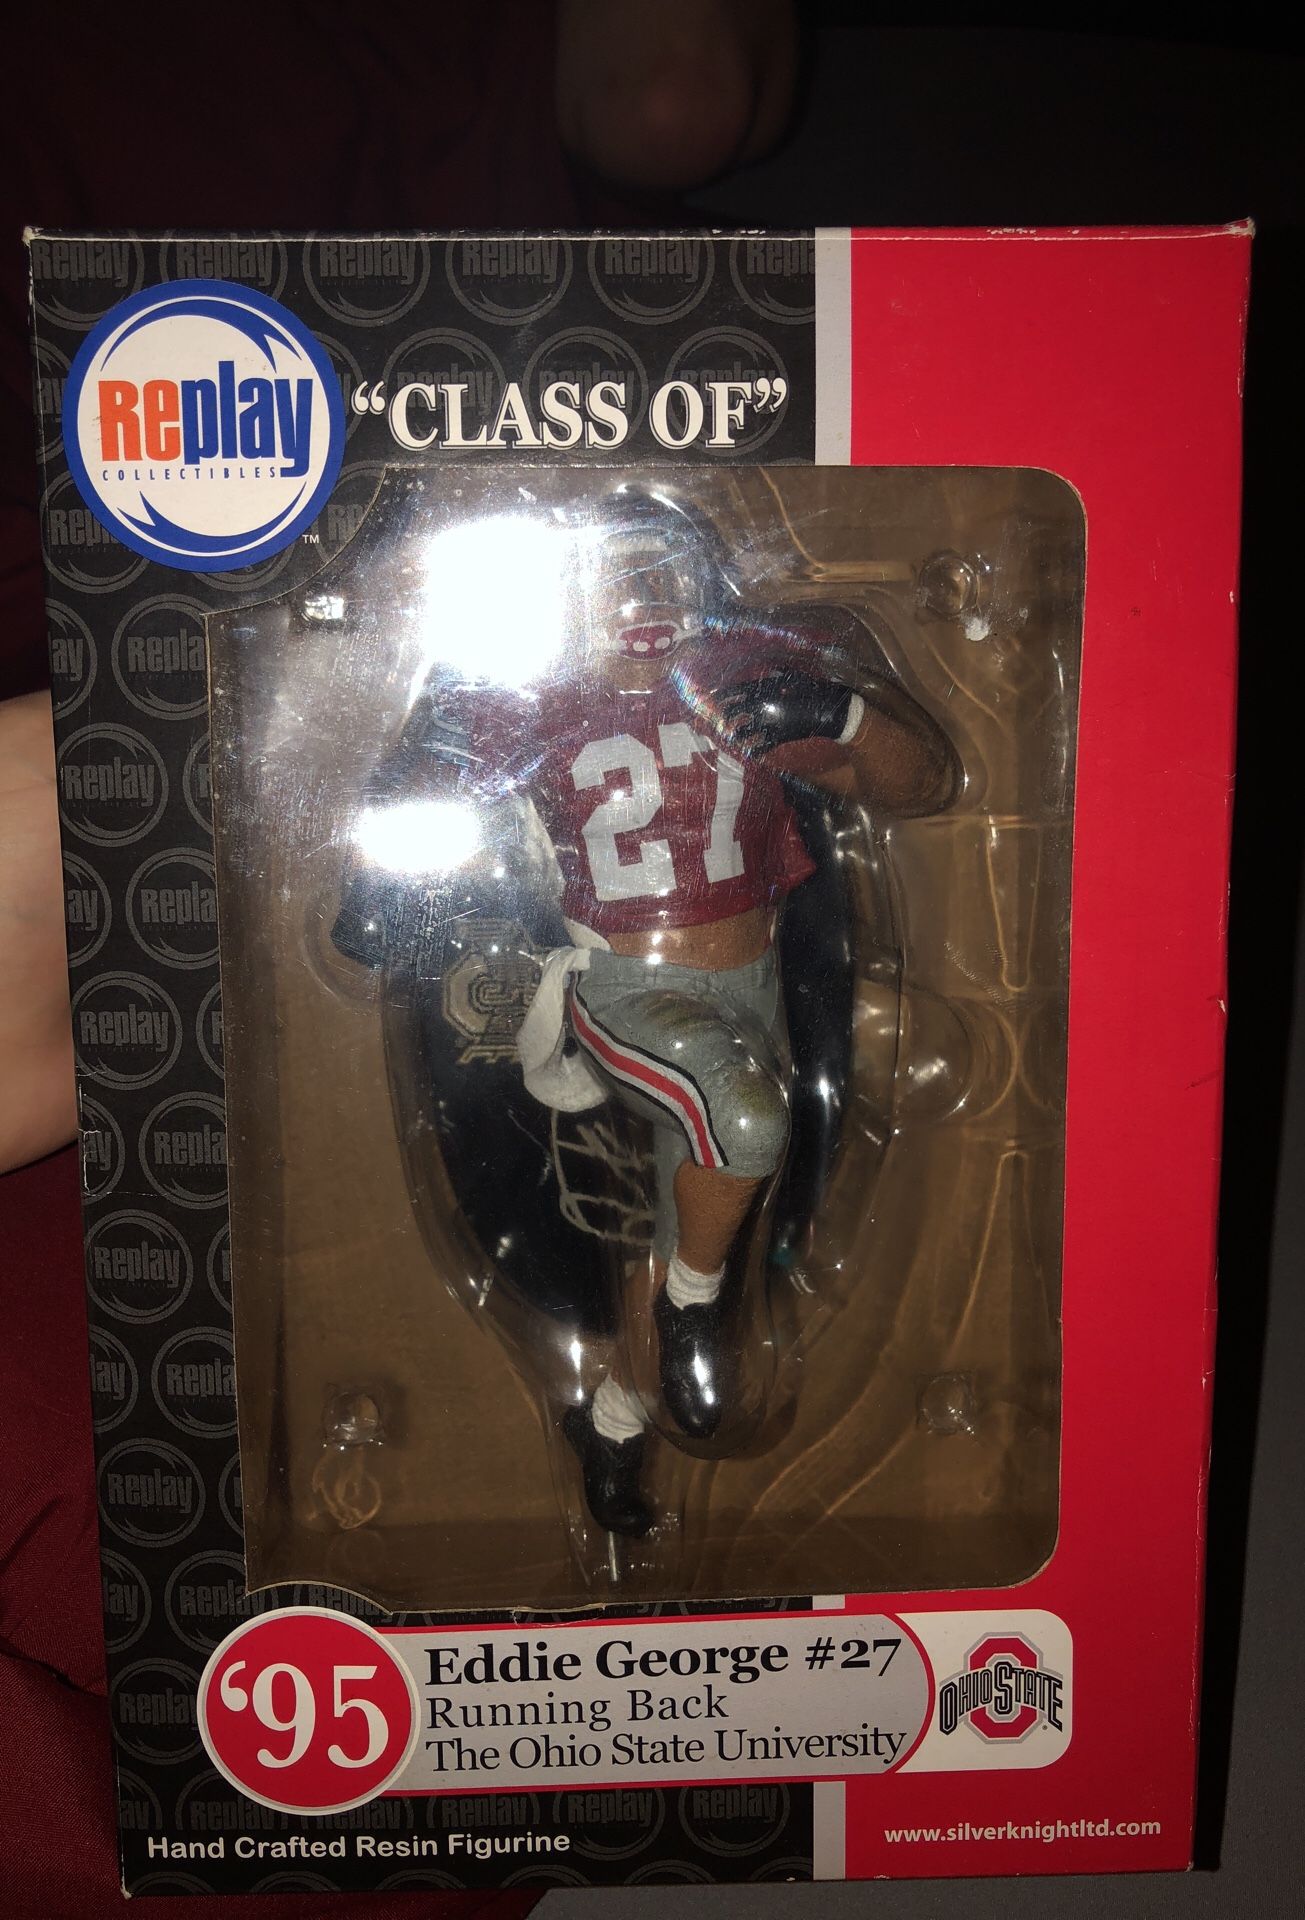 Replay
COLLECTIBLES
™
“CLASS OF”
27
‘95
Eddie George #27
Running Back
The Ohio State University
OHIO STATE
Hand Crafted Resin Figurine
www.silverknightltd.com